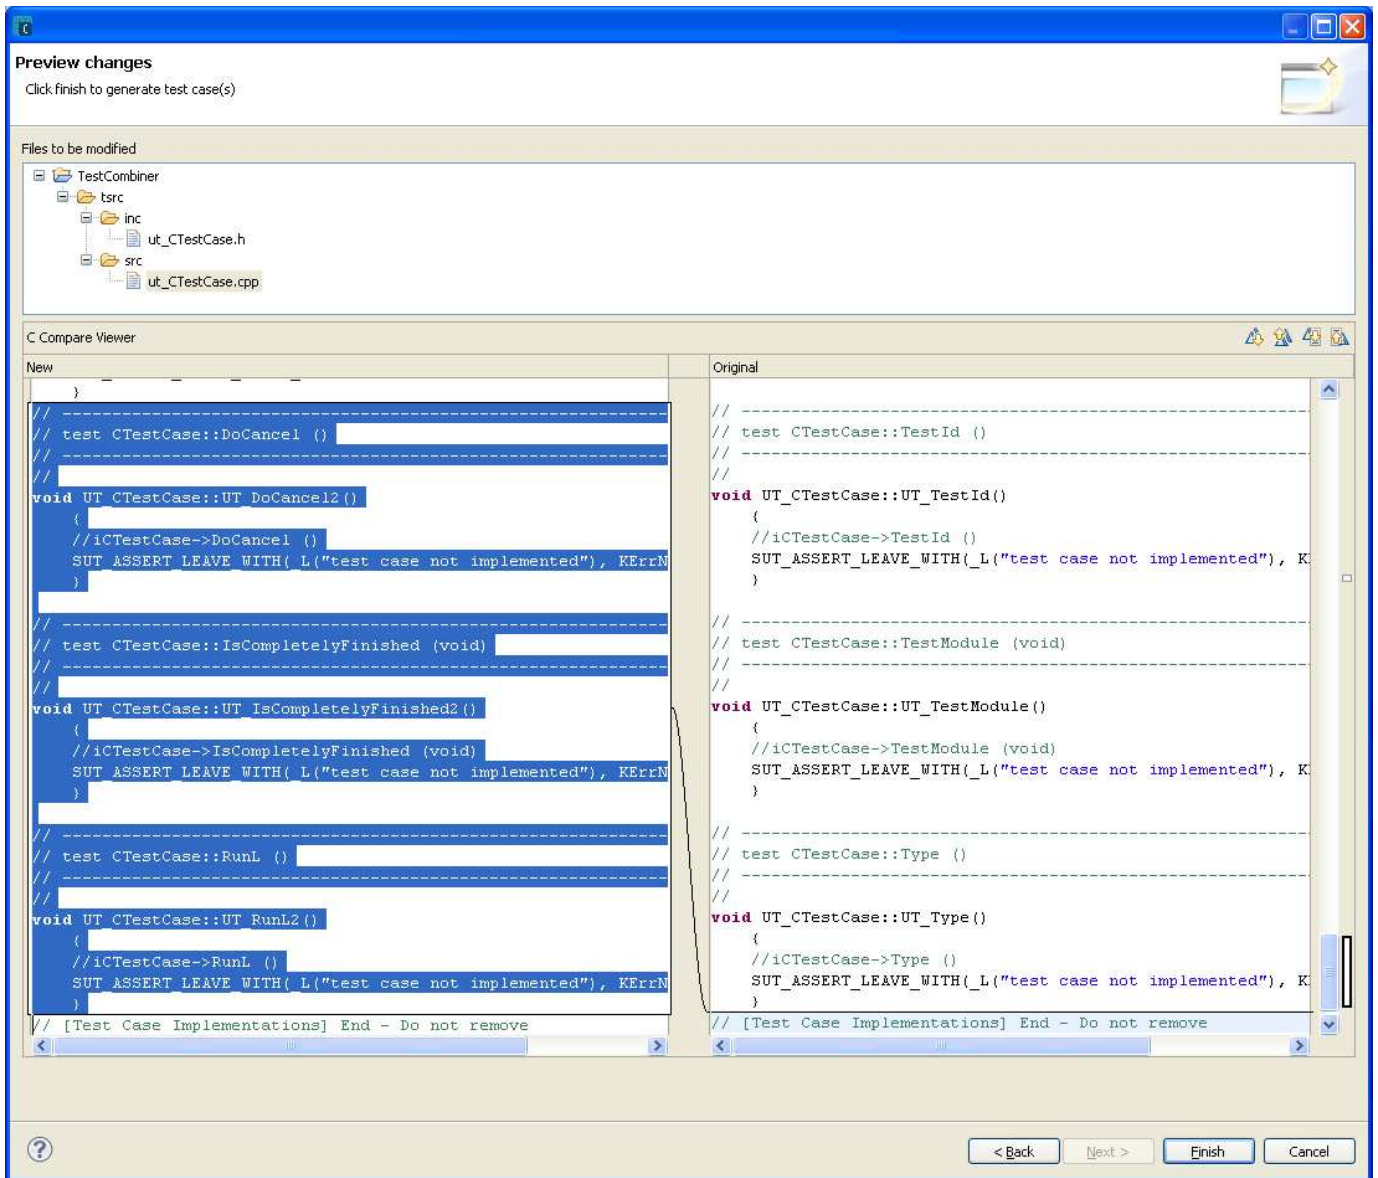 Preview changes
Click finish to generate test case(s)
Files to be modified
TestCombiner
tsrc
inc
ut_CTestCase.h
src
ut_CTestCase.cpp
C Compare Viewer
New
}
// -------------------------------------------------------------
// test CTestCase::DoCancel ()
// -------------------------------------------------------------
//
void UT_CTestCase::UT_DoCancel2()
{
//iCTestCase->DoCancel ()
SUT_ASSERT_LEAVE_WITH(_L("test case not implemented"), KErrN
}
// -------------------------------------------------------------
// test CTestCase::IsCompletelyFinished (void)
// -------------------------------------------------------------
//
void UT_CTestCase::UT_IsCompletelyFinished2()
{
//iCTestCase->IsCompletelyFinished (void)
SUT_ASSERT_LEAVE_WITH(_L("test case not implemented"), KErrN
}
// -------------------------------------------------------------
// test CTestCase::RunL ()
// -------------------------------------------------------------
//
void UT_CTestCase::UT_RunL2()
{
//iCTestCase->RunL ()
SUT_ASSERT_LEAVE_WITH(_L("test case not implemented"), KErrN
}
// [Test Case Implementations] End - Do not remove
Original
// ---------------------------------------------------------
// test CTestCase::TestId ()
// ---------------------------------------------------------
//
void UT_CTestCase::UT_TestId()
{
//iCTestCase->TestId ()
SUT_ASSERT_LEAVE_WITH(_L("test case not implemented"), K
}
// ---------------------------------------------------------
// test CTestCase::TestModule (void)
// ---------------------------------------------------------
//
void UT_CTestCase::UT_TestModule()
{
//iCTestCase->TestModule (void)
SUT_ASSERT_LEAVE_WITH(_L("test case not implemented"), K
}
// ---------------------------------------------------------
// test CTestCase::Type ()
// ---------------------------------------------------------
//
void UT_CTestCase::UT_Type()
{
//iCTestCase->Type ()
SUT_ASSERT_LEAVE_WITH(_L("test case not implemented"), K
}
// [Test Case Implementations] End - Do not remove
?
< Back
Next >
Finish
Cancel